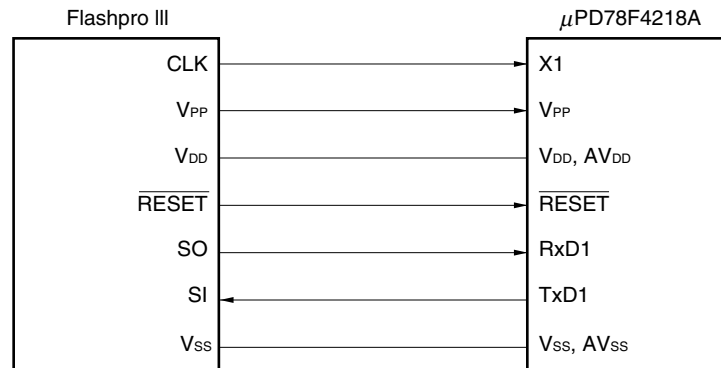 Flashpro III μPD78F4218A
CLK X1
VPP VPP
VDD VDD, AVDD
RESET RESET
SO RxD1
SI TxD1
VSS VSS, AVSS